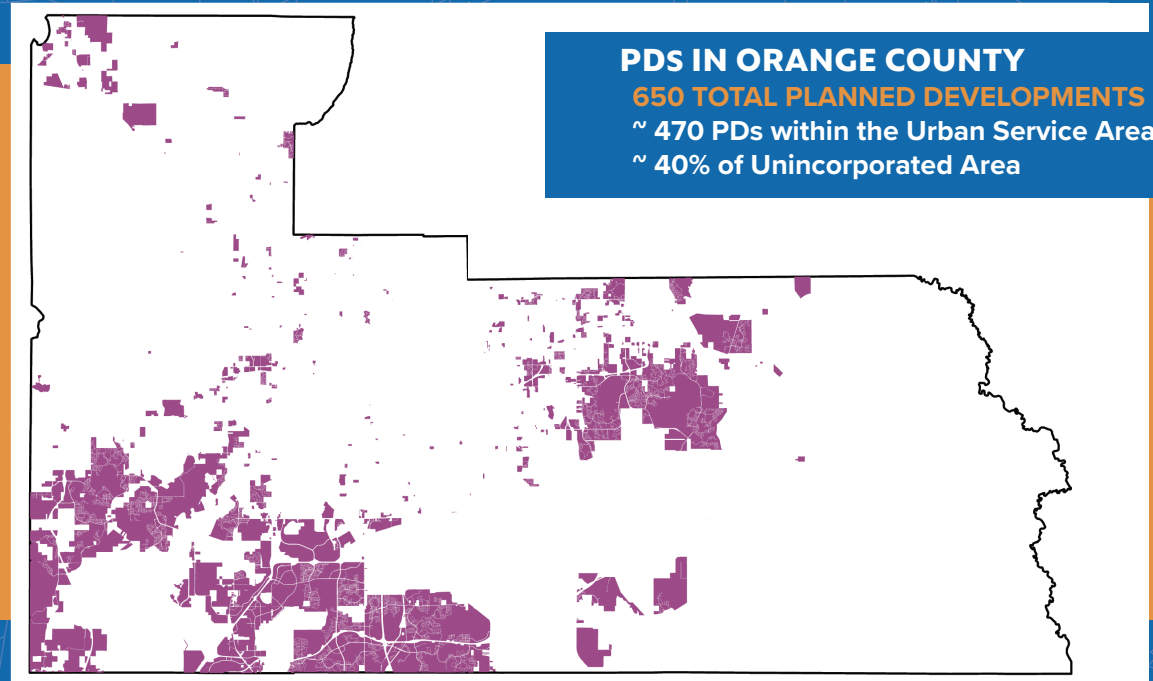 PDS IN ORANGE COUNTY
650 TOTAL PLANNED DEVELOPMENTS
~ 470 PDs within the Urban Service Area
~ 40% of Unincorporated Area